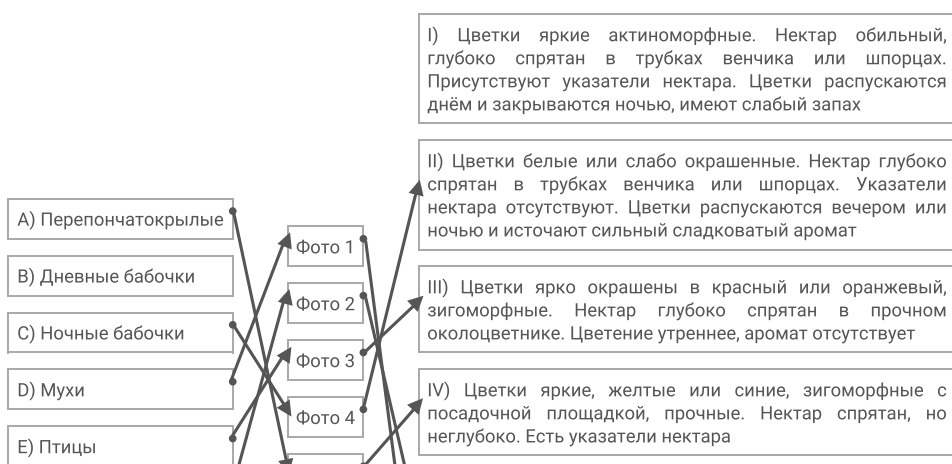 I) Цветки яркие актиноморфные. Нектар обильный,
глубоко спрятан в трубках венчика или шпорцах.
Присутствуют указатели нектара. Цветки распускаются
днём и закрываются ночью, имеют слабый запах
II) Цветки белые или слабо окрашенные. Нектар глубоко
спрятан в трубках венчика или шпорцах. Указатели
нектара отсутствуют. Цветки распускаются вечером или
ночью и источают сильный сладковатый аромат
III) Цветки ярко окрашены в красный или оранжевый,
зигоморфные. Нектар глубоко спрятан в прочном
околоцветнике. Цветение утреннее, аромат отсутствует
IV) Цветки яркие, желтые или синие, зигоморфные с
посадочной площадкой, прочные. Нектар спрятан, но
неглубоко. Есть указатели нектара
A) Перепончатокрылые
B) Дневные бабочки
C) Ночные бабочки
D) Мухи
E) Птицы
Фото 1
Фото 2
Фото 3
Фото 4